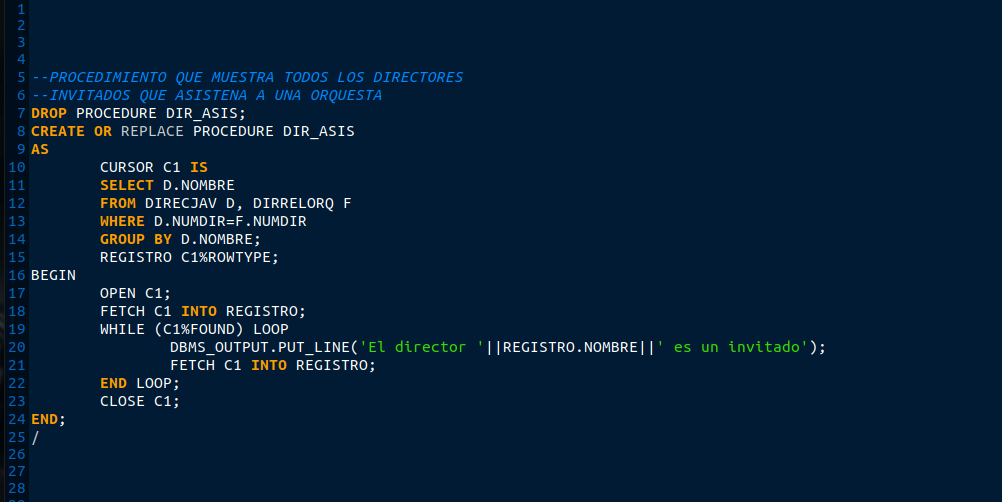 1
2
3
4
5 --PROCEDIMIENTO QUE MUESTRA TODOS LOS DIRECTORES
6 --INVITADOS QUE ASISTENA A UNA ORQUESTA
7 DROP PROCEDURE DIR_ASIS;
8 CREATE OR REPLACE PROCEDURE DIR_ASIS
9 AS
10 CURSOR C1 IS
11 SELECT D.NOMBRE
12 FROM DIRECJAV D, DIRRELORQ F
13 WHERE D.NUMDIR=F.NUMDIR
14 GROUP BY D.NOMBRE;
15 REGISTRO C1%ROWTYPE;
16 BEGIN
17 OPEN C1;
18 FETCH C1 INTO REGISTRO;
19 WHILE (C1%FOUND) LOOP
20 DBMS_OUTPUT.PUT_LINE('El director '||REGISTRO.NOMBRE||' es un invitado');
21 FETCH C1 INTO REGISTRO;
22 END LOOP;
23 CLOSE C1;
24 END;
25 /
26
27
28